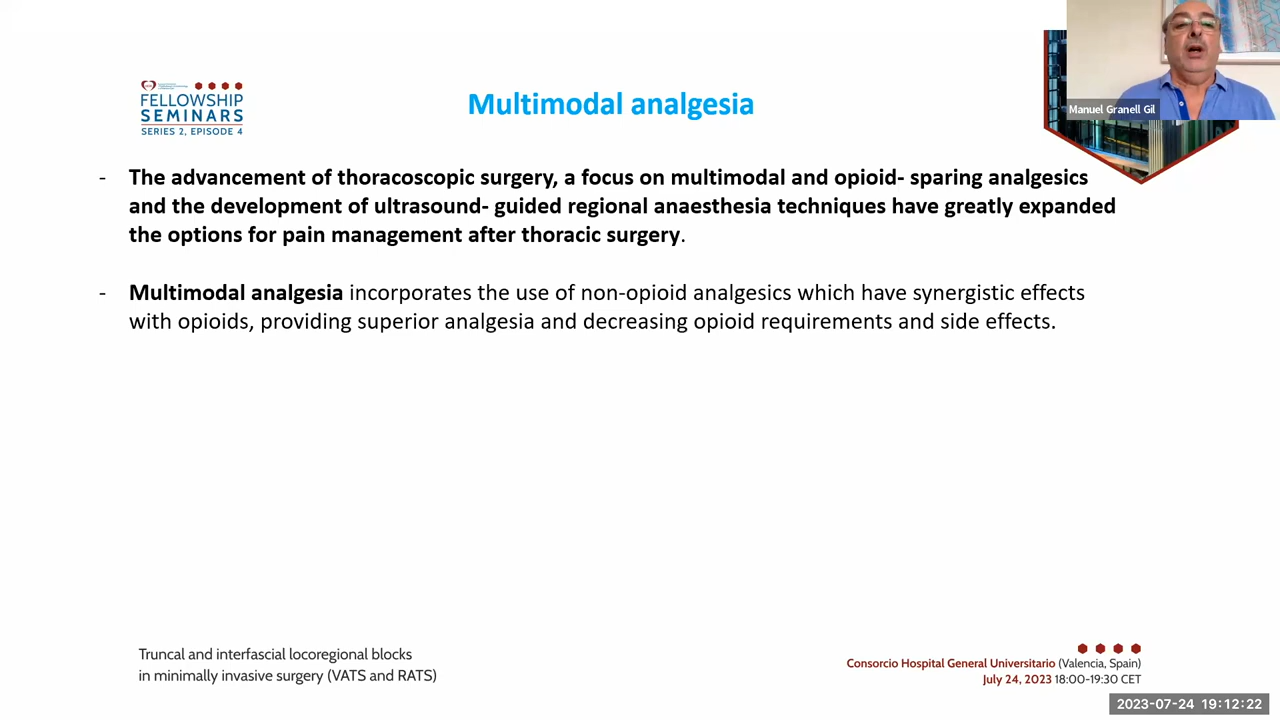 FELLOWSHIP
SEMINARS
SERIES 2, EPISODE 4
Multimodal analgesia
Manuel Granell Gil
- The advancement of thoracoscopic surgery, a focus on multimodal and opioid- sparing analgesics
and the development of ultrasound- guided regional anaesthesia techniques have greatly expanded
the options for pain management after thoracic surgery.
- Multimodal analgesia incorporates the use of non-opioid analgesics which have synergistic effects
with opioids, providing superior analgesia and decreasing opioid requirements and side effects.
Truncal and interfascial locoregional blocks
in minimally invasive surgery (VATS and RATS)
Consorcio Hospital General Universitario (Valencia, Spain)
July 24, 2023 18:00-19:30 CET
2023-07-24 19:12:22